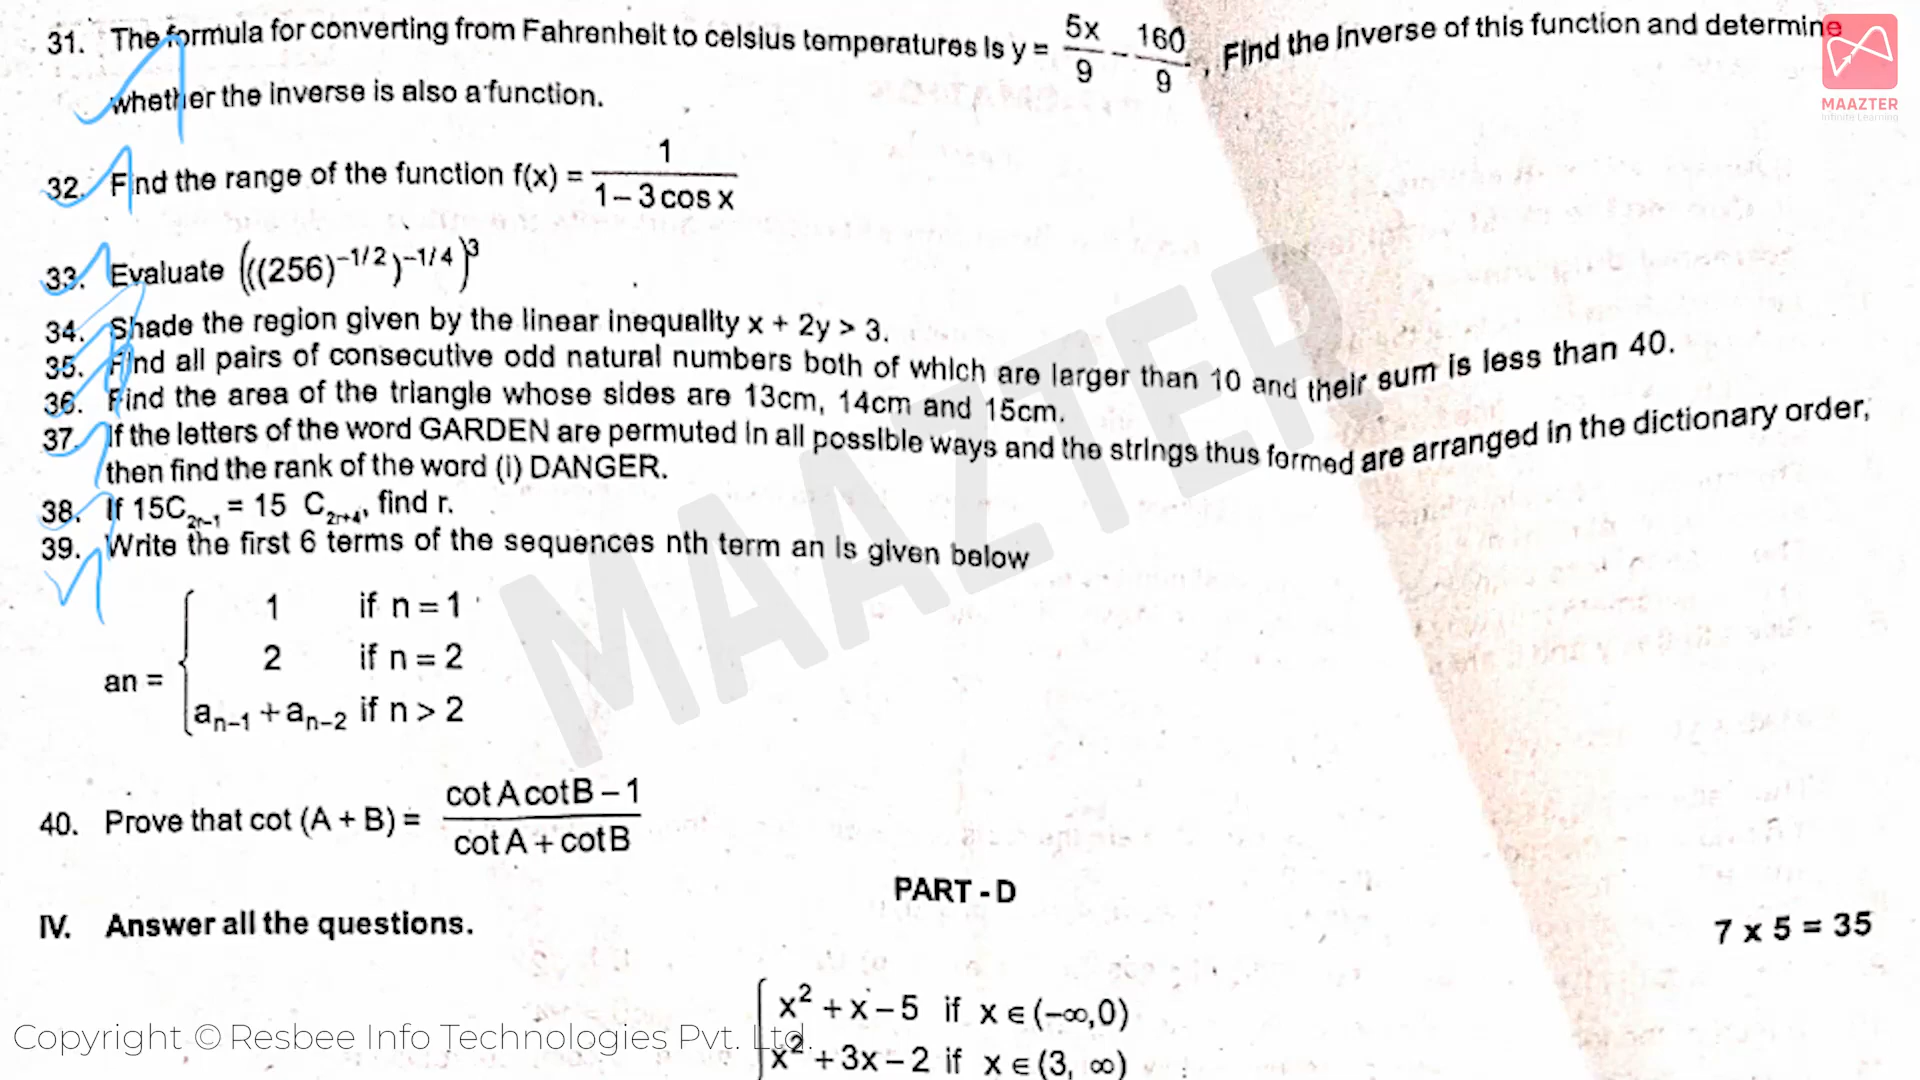 31. The formula for converting from Fahrenheit to celsius temperatures is y = 5x/9 - 160/9, Find the inverse of this function and determine
whether the inverse is also a function.
32. Find the range of the function f(x) = 1/(1 – 3 cos x)
33. Evaluate (((256)^–1/2)^–1/4)^3
34. Shade the region given by the linear inequality x + 2y > 3.
35. Find all pairs of consecutive odd natural numbers both of which are larger than 10 and their sum is less than 40.
36. Find the area of the triangle whose sides are 13cm, 14cm and 15cm.
37. If the letters of the word GARDEN are permuted in all possible ways and the strings thus formed are arranged in the dictionary order,
then find the rank of the word (i) DANGER.
38. If 15C_2r–1 = 15 C_2r+4, find r.
39. Write the first 6 terms of the sequences nth term an is given below
an = { 1 if n = 1
2 if n = 2
a_n–1 + a_n–2 if n > 2
40. Prove that cot (A + B) = (cot A cot B – 1)/(cot A + cot B)
PART - D
IV. Answer all the questions. 7 x 5 = 35
x² + x – 5 if x ∈ (–∞,0)
x² + 3x – 2 if x ∈ (3, ∞)
MAAZTER
Infinite Learning
MAAZTER
Copyright © Resbee Info Technologies Pvt. Ltd.